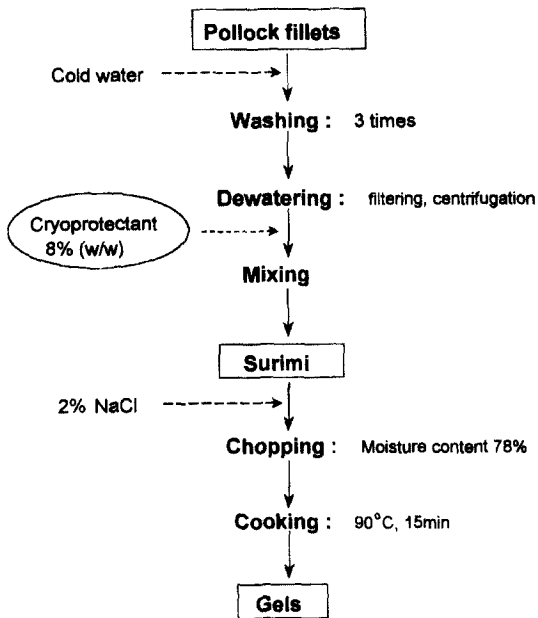 Pollock fillets
Cold water
Washing : 3 times
Dewatering : filtering, centrifugation
Cryoprotectant
8% (w/w)
Mixing
Surimi
2% NaCl
Chopping : Moisture content 78%
Cooking : 90°C, 15min
Gels